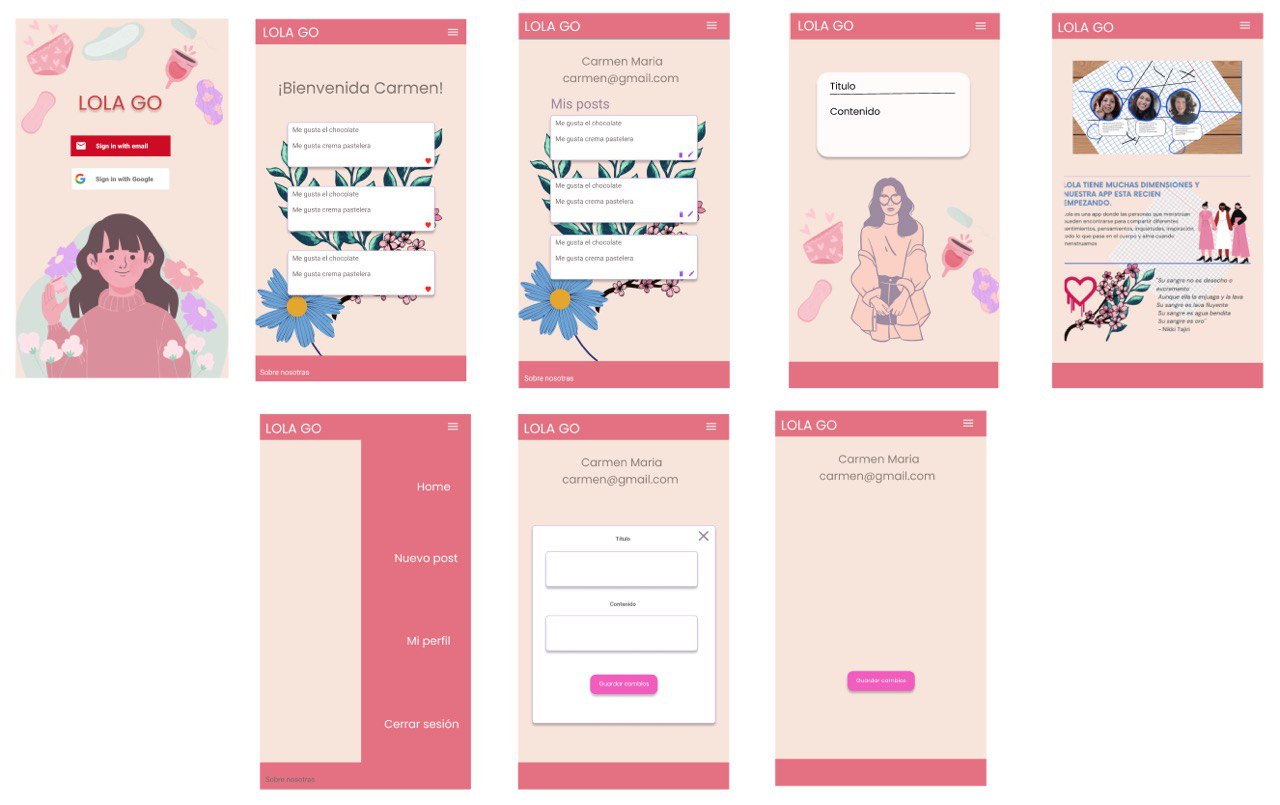 LOLA GO
Sign in with email
Sign in with Google
LOLA GO
¡Bienvenida Carmen!
Me gusta el chocolate
Me gusta crema pastelera
Me gusta el chocolate
Me gusta crema pastelera
Me gusta el chocolate
Me gusta crema pastelera
Sobre nosotras
LOLA GO
Carmen Maria
carmen@gmail.com
Mis posts
Me gusta el chocolate
Me gusta crema pastelera
Me gusta el chocolate
Me gusta crema pastelera
Me gusta el chocolate
Me gusta crema pastelera
Sobre nosotras
LOLA GO
Titulo
Contenido
LOLA GO
LOLA TIENE MUCHAS DIMENSIONES Y
NUESTRA APP ESTA RECIEN
EMPEZANDO.
Lola es una app donde las personas que menstruan
pueden encontrarse para compartir diferentes
sentimientos, pensamientos, inquietudes, inspiración,
todo lo que pasa en el cuerpo y alma cuando
menstruamos
"Su sangre no es desecho o
excremento
Aunque ella la enjuaga y la lava
Su sangre es lava fluyente
Su sangre es agua bendita
Su sangre es oro"
- Nikki Tajiri
LOLA GO
Home
Nuevo post
Mi perfil
Cerrar sesión
Sobre nosotras
LOLA GO
Carmen Maria
carmen@gmail.com
Título
Contenido
Guardar cambios
LOLA GO
Carmen Maria
carmen@gmail.com
Guardar cambios